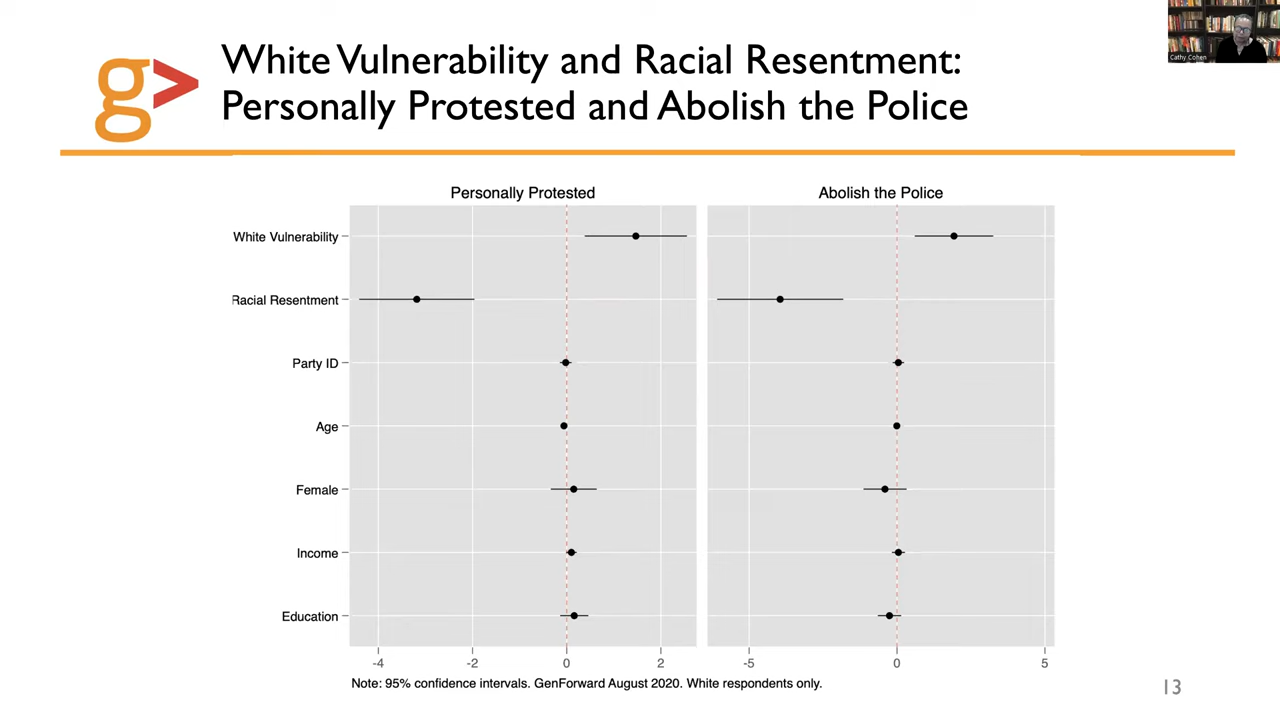 g>
White Vulnerability and Racial Resentment:
Personally Protested and Abolish the Police
Cathy Cohen
Personally Protested
Abolish the Police
White Vulnerability
Racial Resentment
Party ID
Age
Female
Income
Education
-4 -2 0 2
-5 0 5
Note: 95% confidence intervals. GenForward August 2020. White respondents only.
13